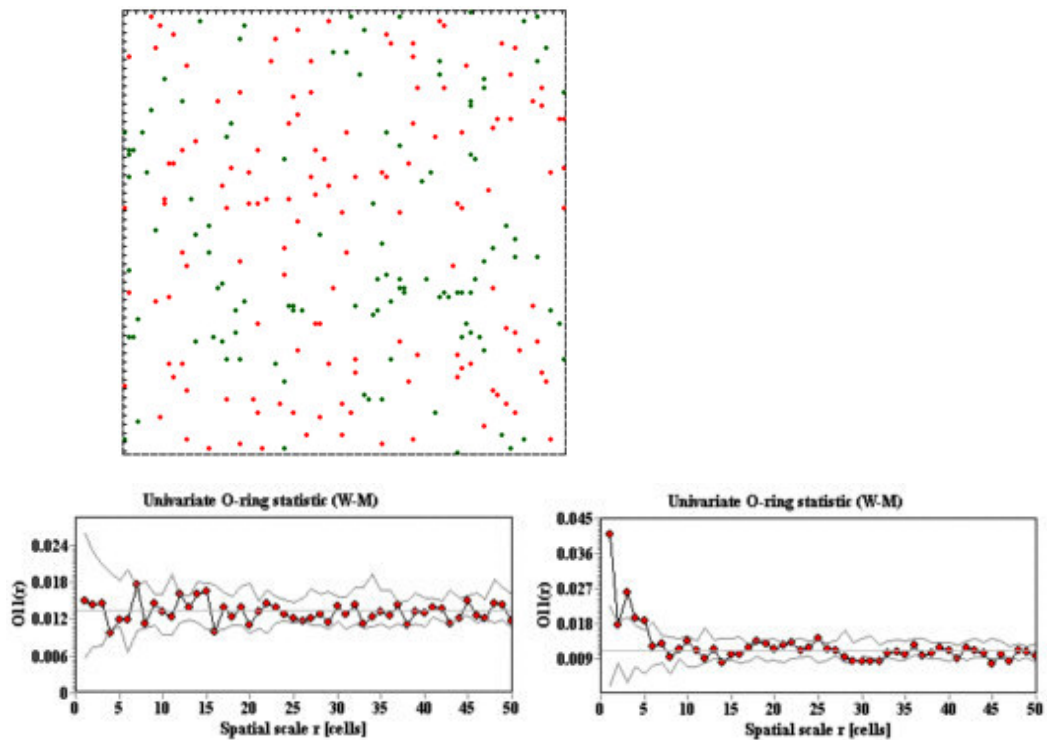 Univariate O-ring statistic (W-M)
O11(r)
0.024
0.018
0.012
0.006
0
0 5 10 15 20 25 30 35 40 45 50
Spatial scale r [cells]
Univariate O-ring statistic (W-M)
O11(r)
0.045
0.036
0.027
0.018
0.009
0 5 10 15 20 25 30 35 40 45 50
Spatial scale r [cells]